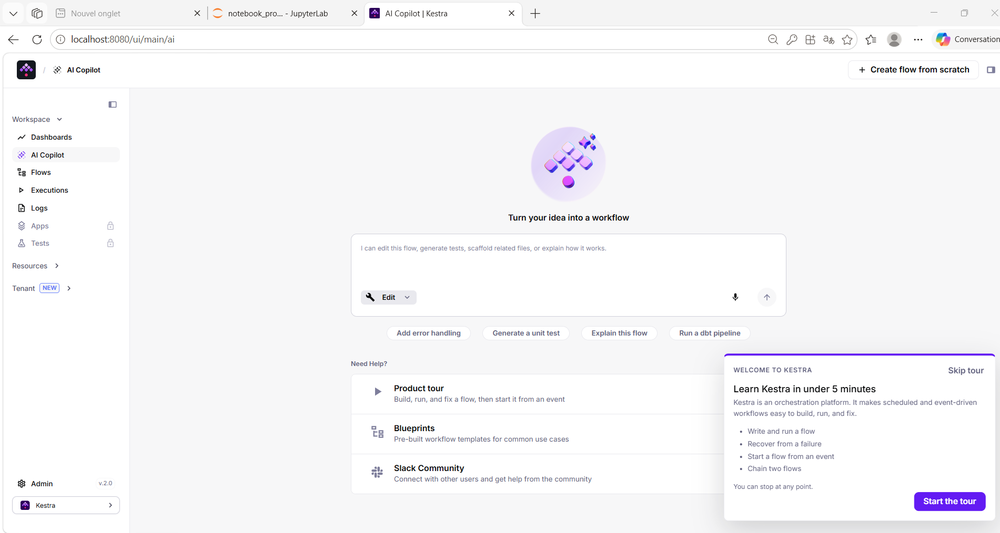 Nouvel onglet
notebook_pro... - JupyterLab
AI Copilot | Kestra
localhost:8080/ui/main/ai
Conversation
/ AI Copilot
+ Create flow from scratch
Workspace
Dashboards
AI Copilot
Flows
Executions
Logs
Apps
Tests
Resources
Tenant NEW
Admin v.2.0
Kestra
Turn your idea into a workflow
I can edit this flow, generate tests, scaffold related files, or explain how it works.
Edit
Add error handling
Generate a unit test
Explain this flow
Run a dbt pipeline
Need Help?
Product tour
Build, run, and fix a flow, then start it from an event
Blueprints
Pre-built workflow templates for common use cases
Slack Community
Connect with other users and get help from the community
WELCOME TO KESTRA
Skip tour
Learn Kestra in under 5 minutes
Kestra is an orchestration platform. It makes scheduled and event-driven
workflows easy to build, run, and fix.
• Write and run a flow
• Recover from a failure
• Start a flow from an event
• Chain two flows
You can stop at any point.
Start the tour